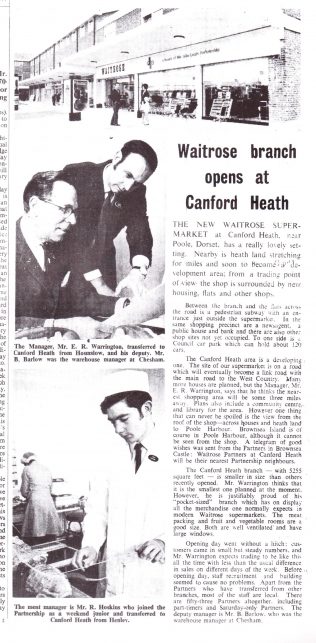 WAITROSE
Waitrose branch
opens at
Canford Heath
THE NEW WAITROSE SUPER-
MARKET at Canford Heath, near
Poole, Dorset, has a really lovely set-
ting. Nearby is heath land stretching
for miles and soon to become a de-
velopment area; from a trading point
of view the shop is surrounded by near
housing, flats and other shops.
Between the branch and the flats across
the road is a pedestrian subway with an en-
trance just outside the supermarket. In the
same shopping precinct are a newsagent, a
public house and bank and there are also other
shop sites not yet occupied. To one side is a
Council car park which can hold about 120
cars.
The Canford Heath area is a developing
one. The site of our supermarket is on a road
which will eventually become a link road with
the main road to the West Country. Many
more houses are planned, but the Manager, Mr.
E. R. Warrington, says that he thinks the near-
est shopping area will be some three miles
away. Plans also include a community centre,
and library for the area. However one thing
that can never be spoiled is the view from the
roof of the shop—across houses and heath land
to Poole Harbour. Brownsea Island is of
course in Poole Harbour, although it cannot
be seen from the shop. A telegram of good
wishes was sent from the Partners in Brownsea
Castle: Waitrose Partners at Canford Heath
will be their nearest Partnership neighbours.
The Canford Heath branch — with 5255
square feet — is smaller in size than others
recently opened. Mr. Warrington thinks that
it is the smallest one planned at the moment.
However, he is justifiably proud of his
"pocket-sized" branch which has on display
all the merchandise one normally expects in
modern Waitrose supermarkets. The meat
packing and fruit and vegetable rooms are a
good size. Both are well ventilated and have
large windows.
Opening day went without a hitch: cus-
tomers came in small but steady numbers, and
Mr. Warrington expects trading to be like this
all the time with less than the usual difference
in sales on different days of the week. Before
opening day, staff recruitment and building
seemed to cause no problems. Apart from the
Partners who have transferred from other
branches, most of the staff are local. There
are fifty-three Partners altogether, including
part-timers and Saturday-only Partners. The
deputy manager is Mr. B. Barlow, who was the
warehouse manager at Chesham.
The Manager, Mr. E. R. Warrington, transferred to
Canford Heath from Hounslow, and his deputy, Mr.
B. Barlow was the warehouse manager at Chesham.
The meat manager is Mr. R. Hoskins who joined the
Partnership as a weekend junior and transferred to
Canford Heath from Henley.